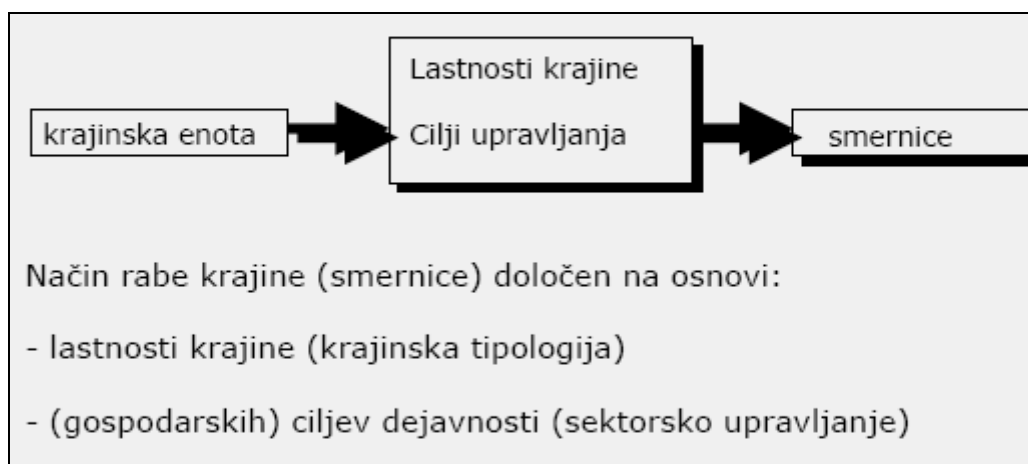 Lastnosti krajine
krajinska enota
Cilji upravljanja
smernice
Način rabe krajine (smernice) določen na osnovi:
- lastnosti krajine (krajinska tipologija)
- (gospodarskih) ciljev dejavnosti (sektorsko upravljanje)